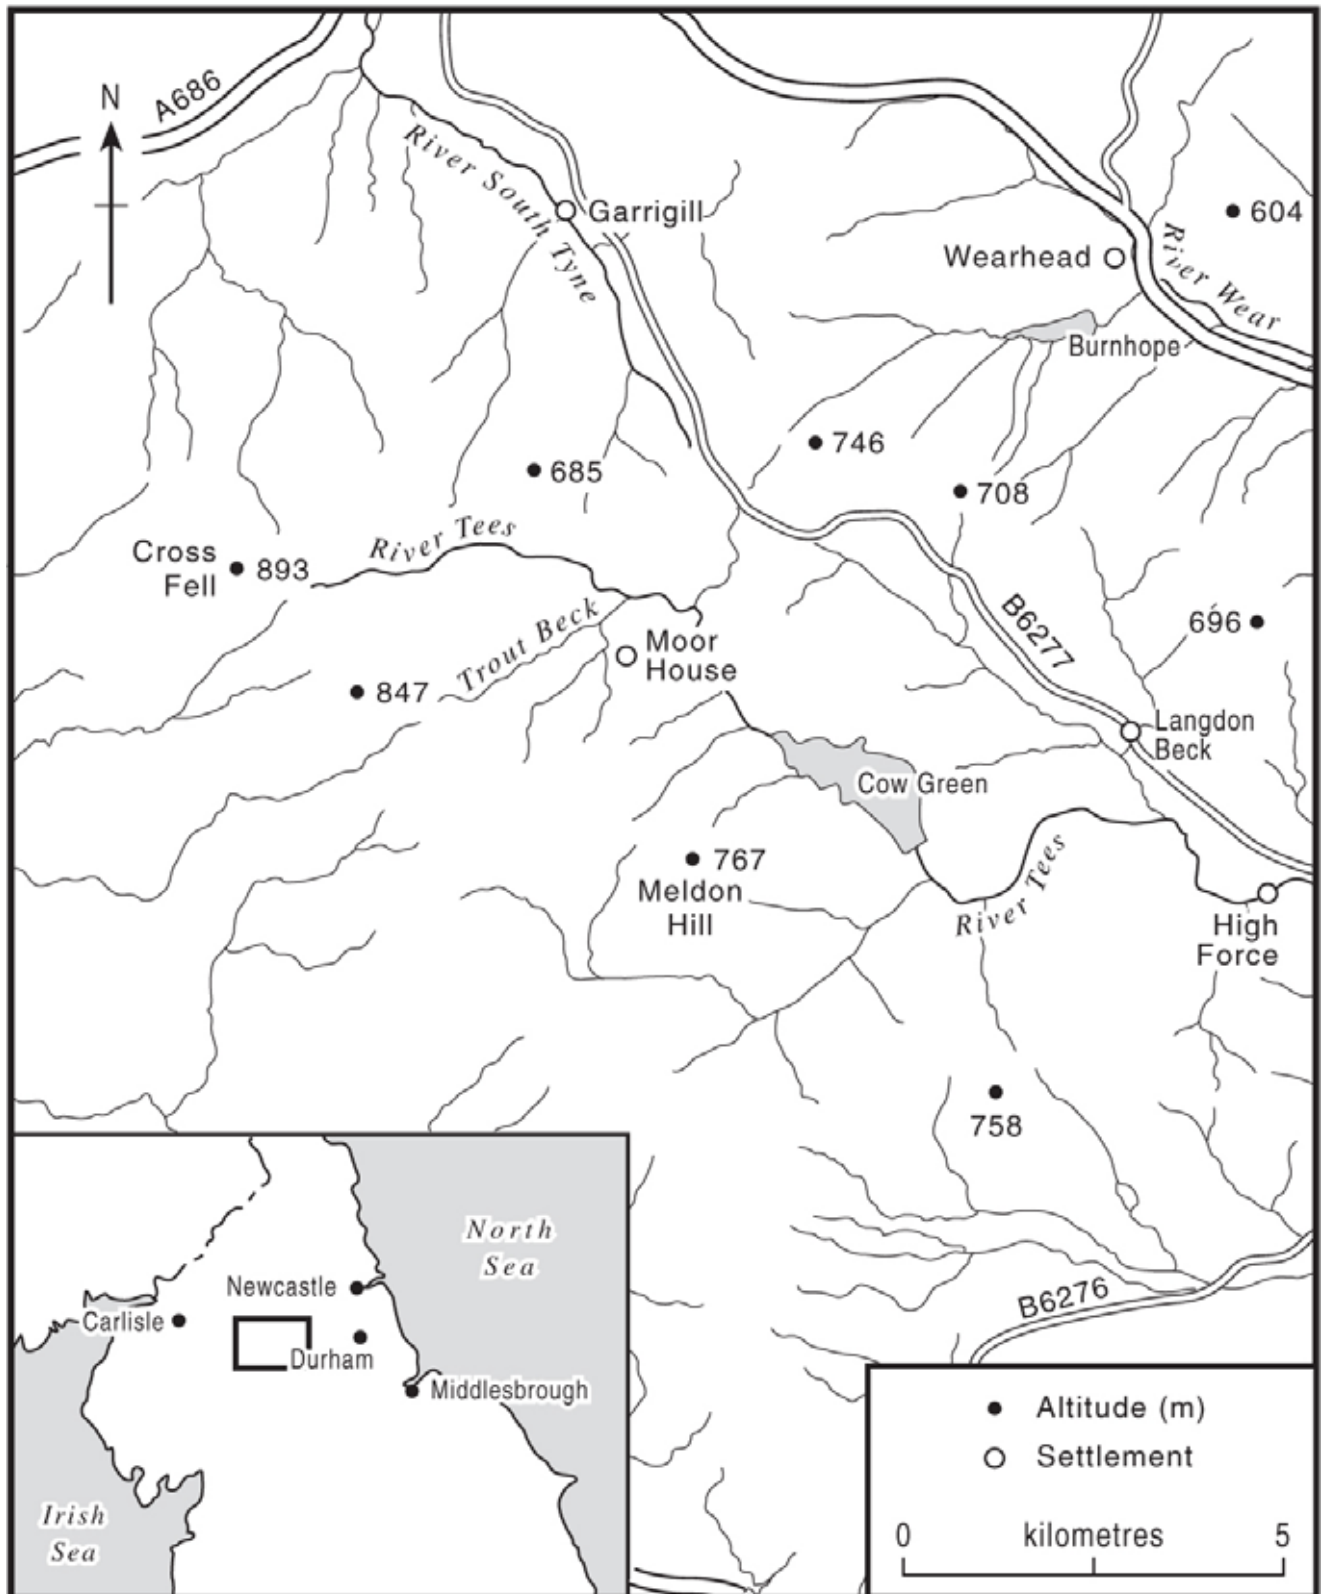 N
A686
River South Tyne
Garrigill
604
Wearhead
River Wear
Burnhope
746
685
708
River Tees
Cross
Fell
893
B6277
696
Trout Beck
Moor
House
847
Langdon
Beck
Cow Green
767
Meldon
Hill
River Tees
High
Force
758
B6276
North
Sea
Newcastle
Carlisle
Durham
Middlesbrough
Irish
Sea
Altitude (m)
Settlement
0 kilometres 5